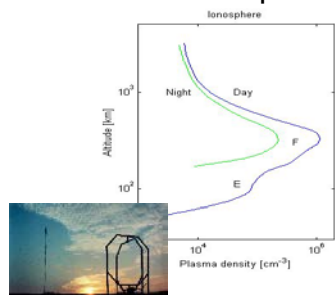 Ionosphere
Night
Day
10³
Altitude [km]
F
E
10²
10⁴
10⁶
Plasma density [cm⁻³]